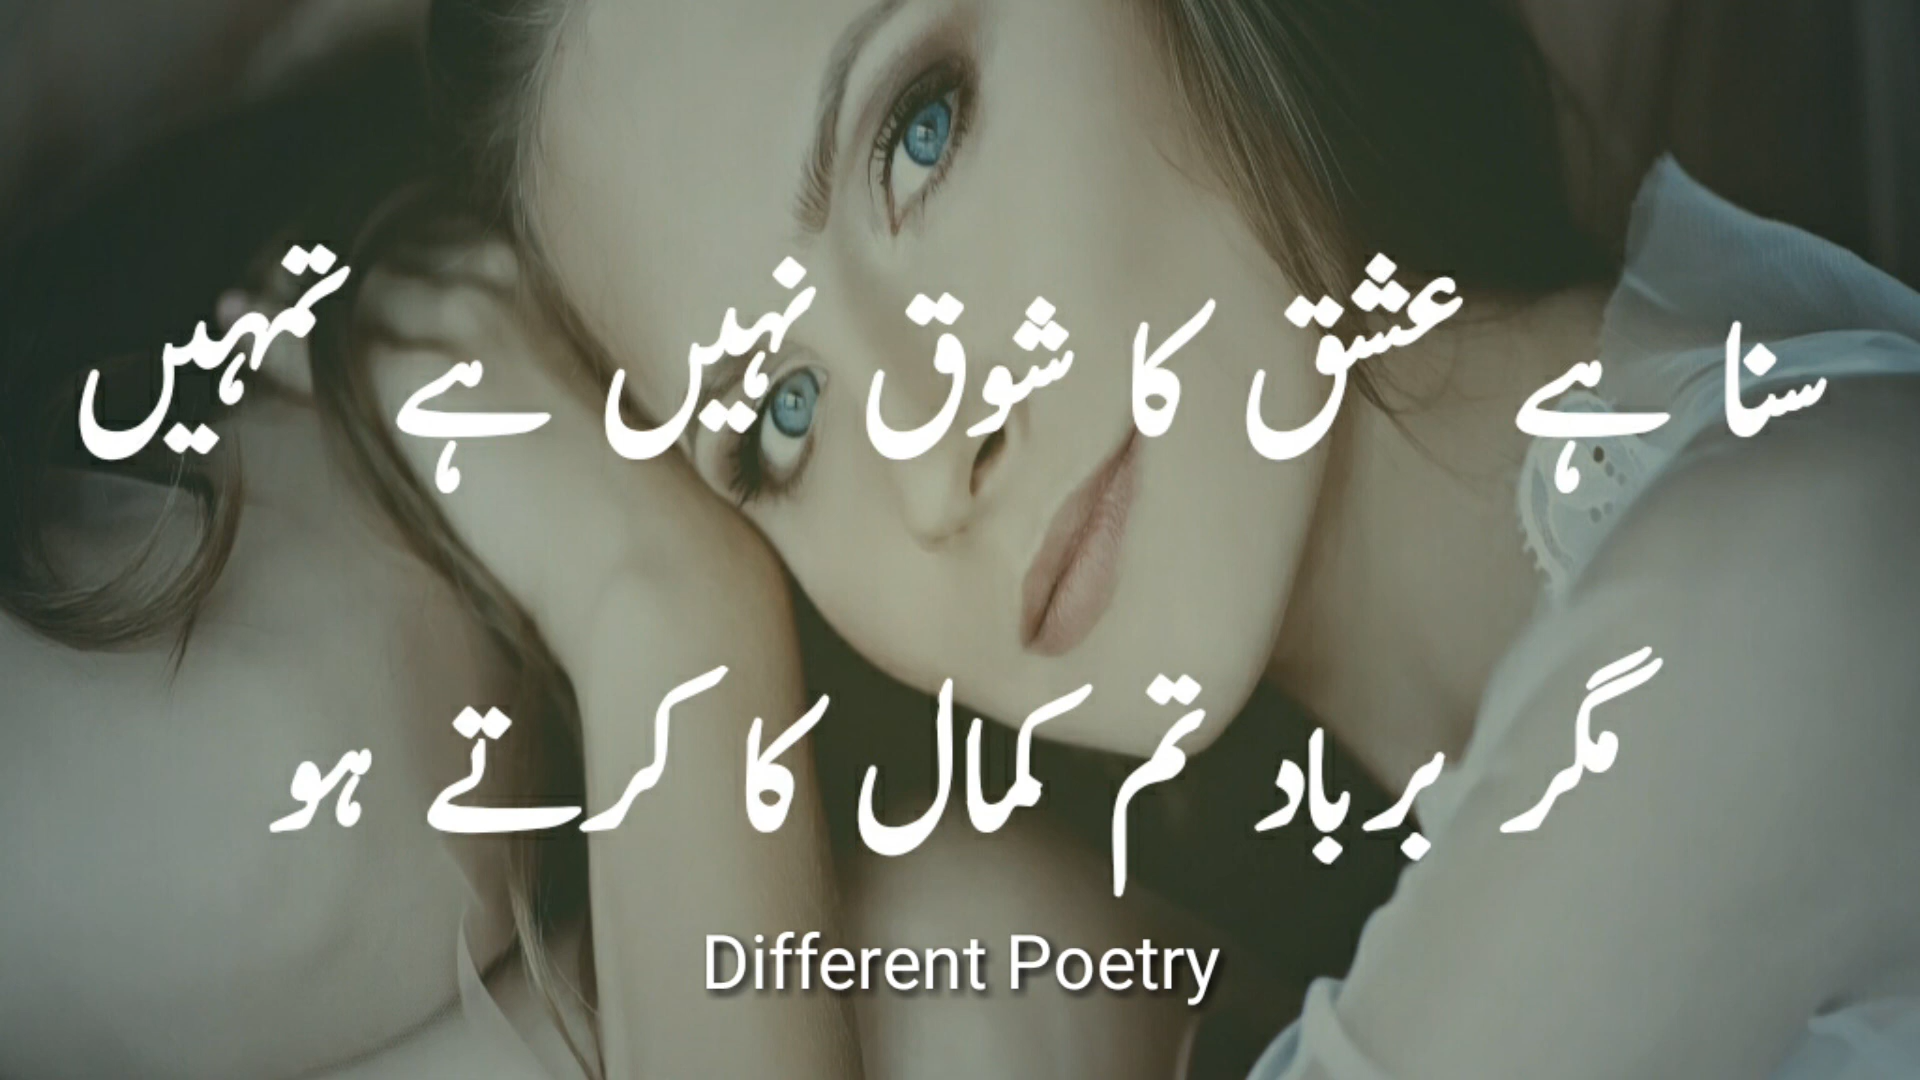 سنا ہے عشق کا شوق نہیں ہے تمہیں
مگر برباد تم کمال کا کرتے ہو
Different Poetry